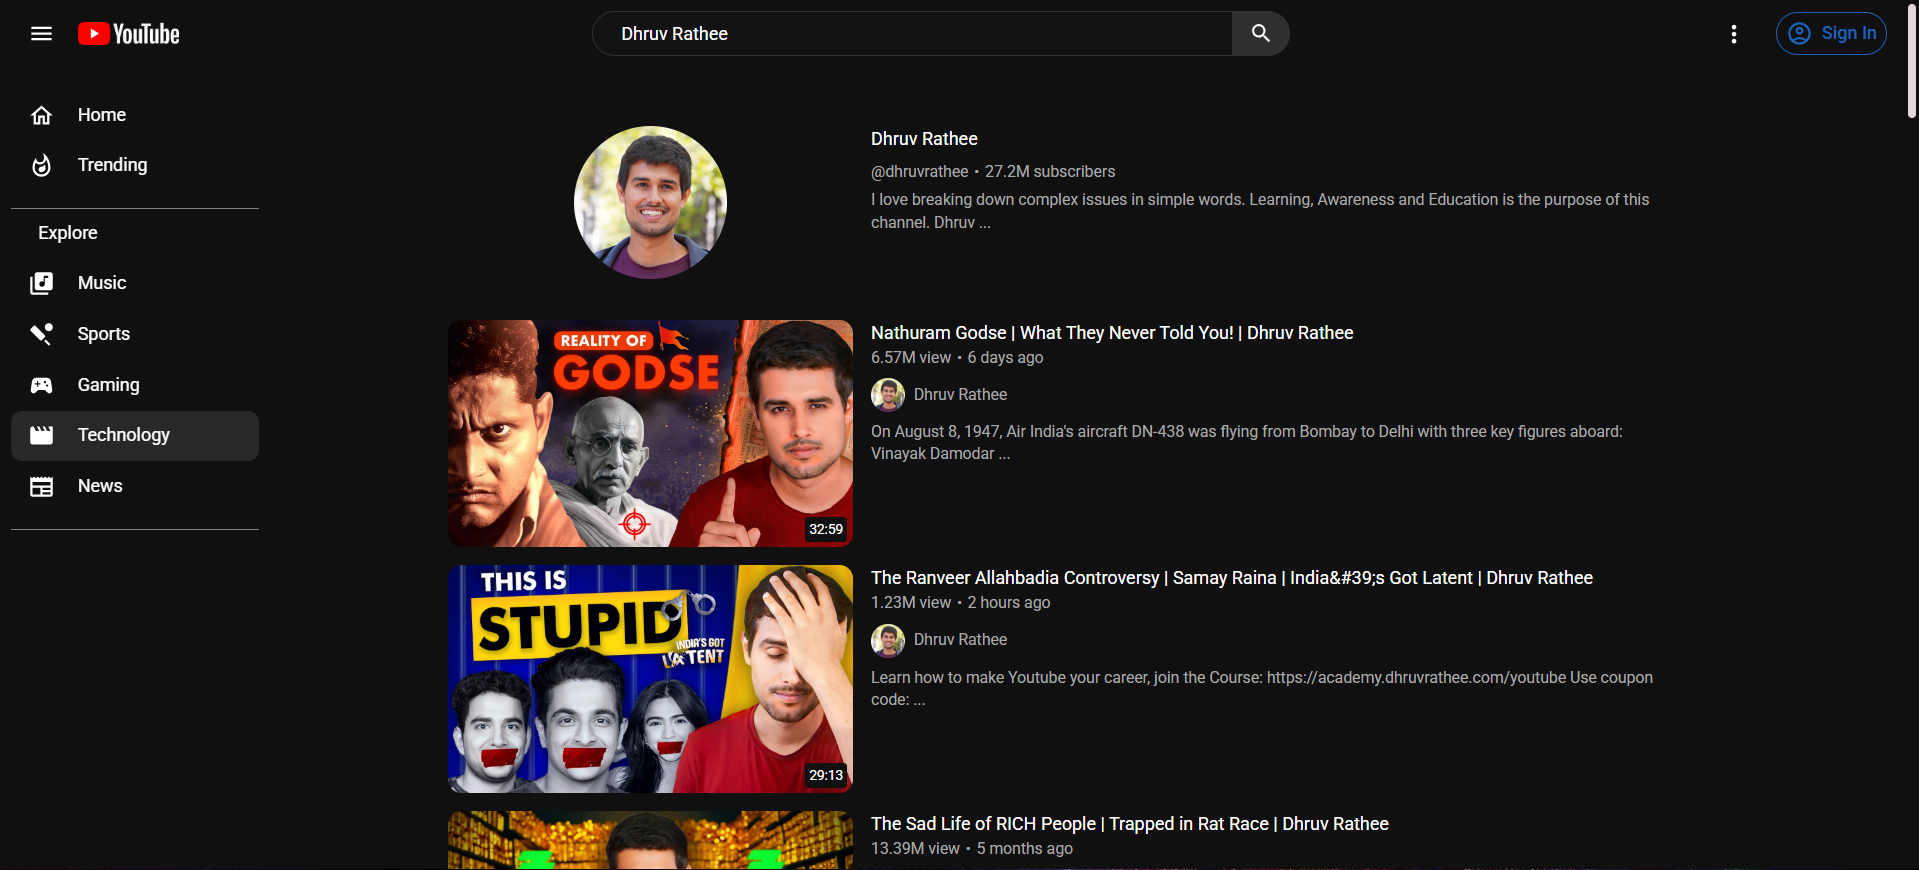 YouTube
Dhruv Rathee
Sign In
Home
Trending
Explore
Music
Sports
Gaming
Technology
News
Dhruv Rathee
@dhruvrathee • 27.2M subscribers
I love breaking down complex issues in simple words. Learning, Awareness and Education is the purpose of this
channel. Dhruv ...
REALITY OF
GODSE
32:59
Nathuram Godse | What They Never Told You! | Dhruv Rathee
6.57M view • 6 days ago
Dhruv Rathee
On August 8, 1947, Air India's aircraft DN-438 was flying from Bombay to Delhi with three key figures aboard:
Vinayak Damodar ...
THIS IS
STUPID
INDIA'S GOT
LATENT
29:13
The Ranveer Allahbadia Controversy | Samay Raina | India&#39;s Got Latent | Dhruv Rathee
1.23M view • 2 hours ago
Dhruv Rathee
Learn how to make Youtube your career, join the Course: https://academy.dhruvrathee.com/youtube Use coupon
code: ...
The Sad Life of RICH People | Trapped in Rat Race | Dhruv Rathee
13.39M view • 5 months ago